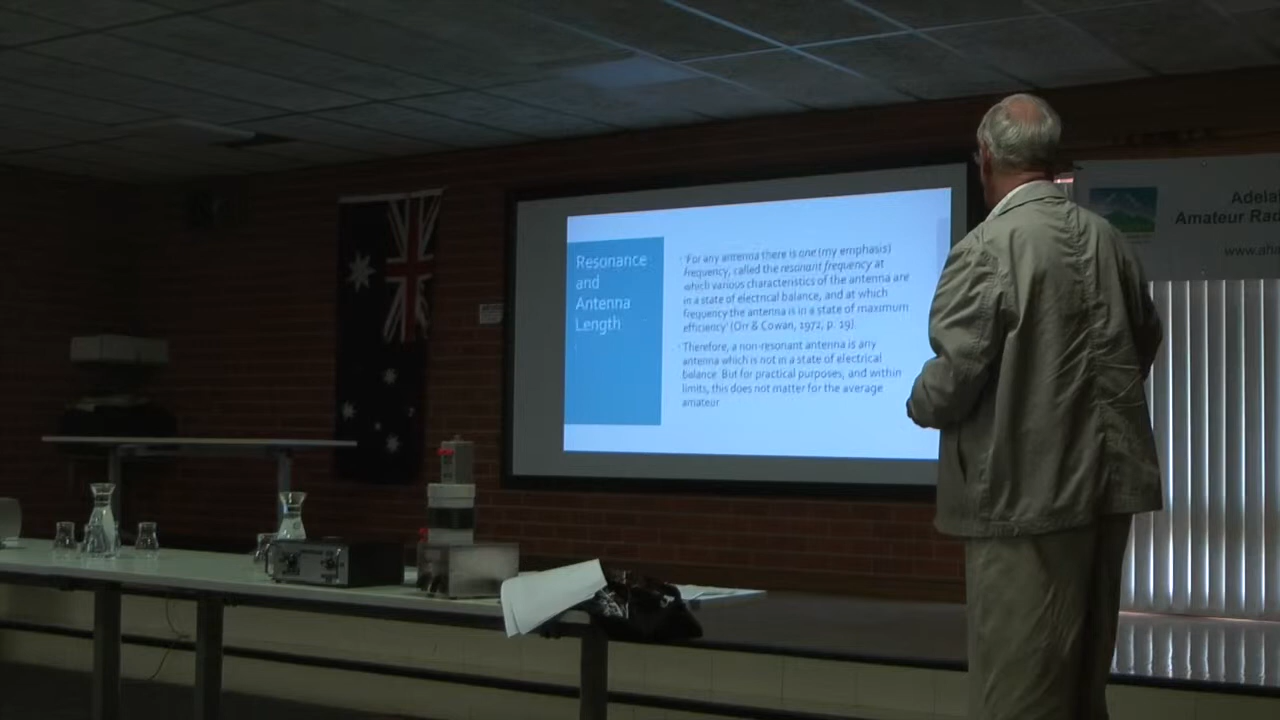 Resonance
and
Antenna
Length
'For any antenna there is one (my emphasis)
frequency, called the resonant frequency at
which various characteristics of the antenna are
in a state of electrical balance, and at which
frequency the antenna is in a state of maximum
efficiency' (Orr & Cowan, 1972, p. 19).
Therefore, a non-resonant antenna is any
antenna which is not in a state of electrical
balance. But for practical purposes, and within
limits, this does not matter for the average
amateur.
Adela
Amateur Rad
www.aha